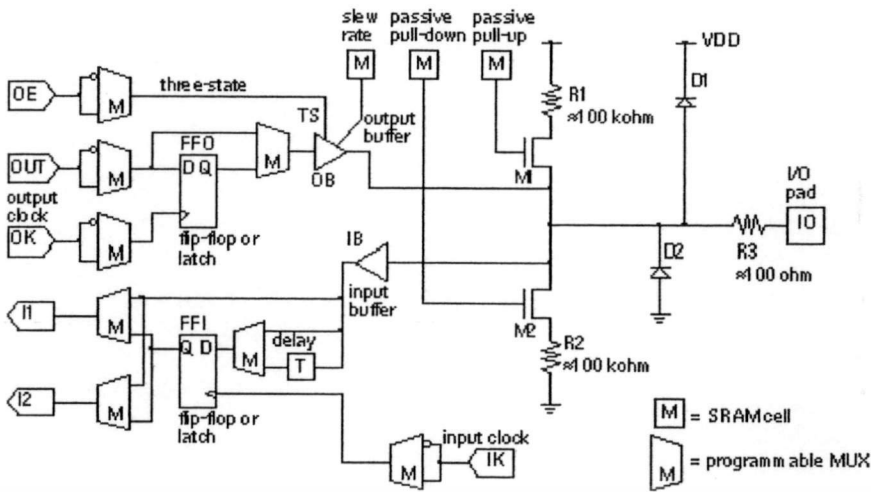 slew rate
passive pull-down
passive pull-up
M
M
M
VDD
OE
M
three-state
R1
≈100 kohm
D1
TS
output buffer
FFO
OUT
M
D Q
M
OB
M1
I/O pad
output clock
OK
M
flip-flop or latch
IB
input buffer
D2
R3
≈100 ohm
IO
I1
M
FFI
Q D
M
delay
T
M2
R2
≈100 kohm
I2
M
flip-flop or latch
input clock
M
IK
M = SRAM cell
M = programmable MUX